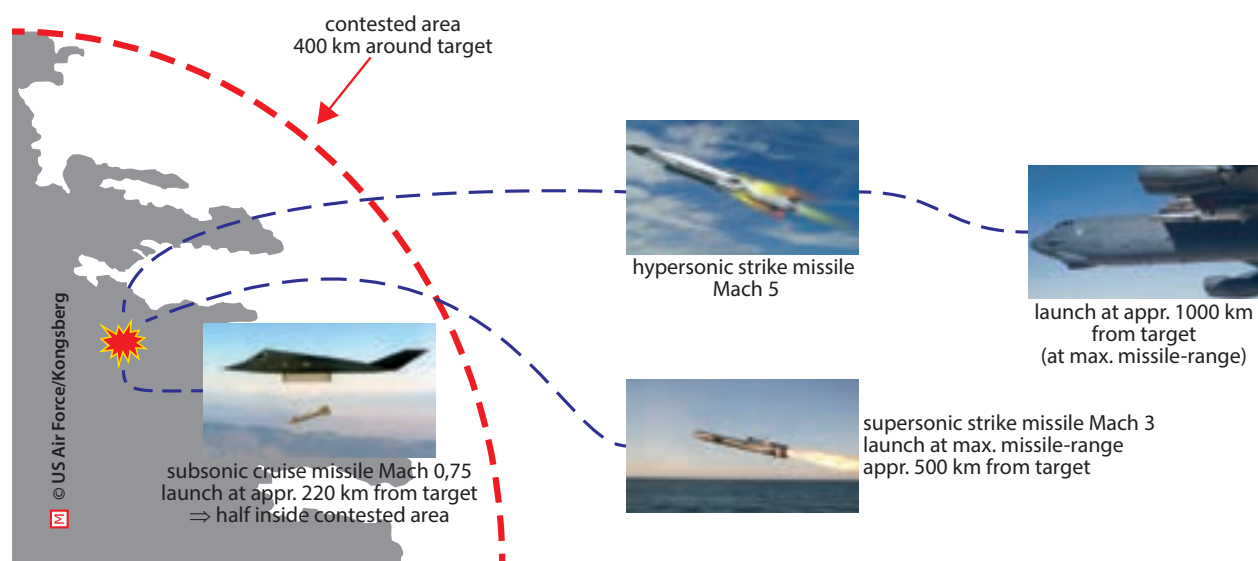 contested area
400 km around target
hypersonic strike missile
Mach 5
launch at appr. 1000 km
from target
(at max. missile-range)
supersonic strike missile Mach 3
launch at max. missile-range
appr. 500 km from target
subsonic cruise missile Mach 0,75
launch at appr. 220 km from target
⇒ half inside contested area
M © US Air Force/Kongsberg